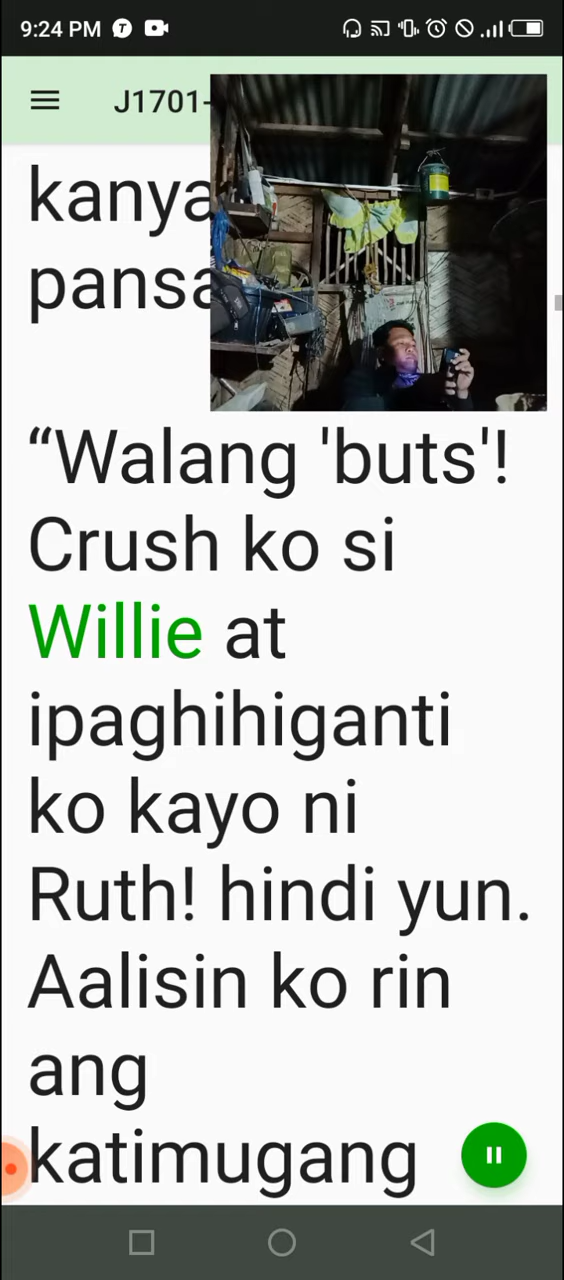 9:24 PM
J1701-
kanya
pansa
“Walang 'buts'!
Crush ko si
Willie at
ipaghihiganti
ko kayo ni
Ruth! hindi yun.
Aalisin ko rin
ang
katimugang